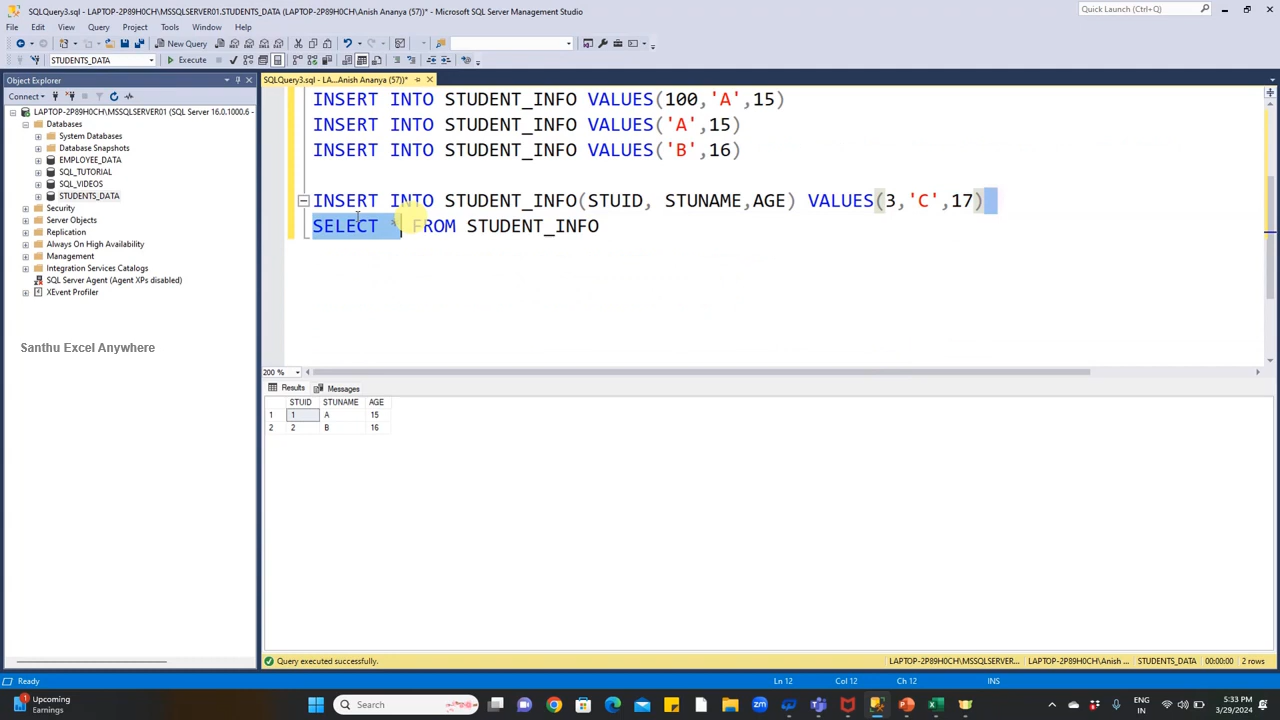 SQLQuery3.sql - LAPTOP-2P89H0CH\MSSQLSERVER01.STUDENTS_DATA (LAPTOP-2P89H0CH\Anish Ananya (57))* - Microsoft SQL Server Management Studio
Quick Launch (Ctrl+Q)
File Edit View Query Project Tools Window Help
New Query
STUDENTS_DATA Execute
Object Explorer
SQLQuery3.sql - LA...Anish Ananya (57))*
Connect
LAPTOP-2P89H0CH\MSSQLSERVER01 (SQL Server 16.0.1000.6 -
Databases
System Databases
Database Snapshots
EMPLOYEE_DATA
SQL_TUTORIAL
SQL_VIDEOS
STUDENTS_DATA
Security
Server Objects
Replication
Always On High Availability
Management
Integration Services Catalogs
SQL Server Agent (Agent XPs disabled)
XEvent Profiler
Santhu Excel Anywhere
INSERT INTO STUDENT_INFO VALUES(100,'A',15)
INSERT INTO STUDENT_INFO VALUES('A',15)
INSERT INTO STUDENT_INFO VALUES('B',16)
INSERT INTO STUDENT_INFO(STUID, STUNAME,AGE) VALUES(3,'C',17)
SELECT * FROM STUDENT_INFO
200 %
Results Messages
STUID STUNAME AGE
1 1 A 15
2 2 B 16
Query executed successfully. LAPTOP-2P89H0CH\MSSQLSERVER... LAPTOP-2P89H0CH\Anish ... STUDENTS_DATA 00:00:00 2 rows
Ready Ln 12 Col 12 Ch 12 INS
1
Upcoming
Earnings
Search
ENG
IN
5:33 PM
3/29/2024